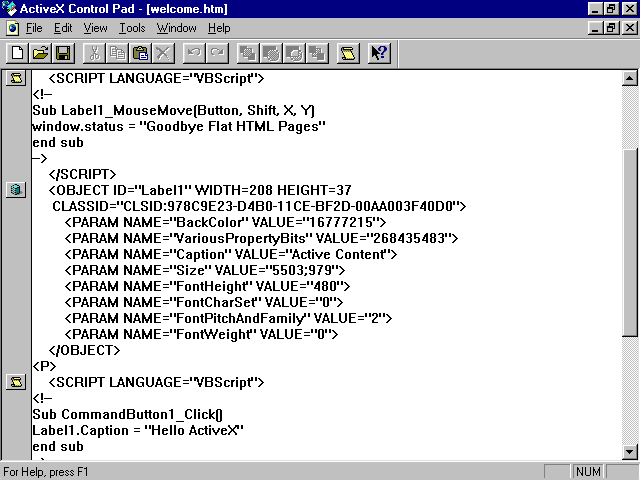 ActiveX Control Pad - [welcome.htm]
File Edit View Tools Window Help
<SCRIPT LANGUAGE="VBScript">
<!--
Sub Label1_MouseMove(Button, Shift, X, Y)
window.status = "Goodbye Flat HTML Pages"
end sub
-->
</SCRIPT>
<OBJECT ID="Label1" WIDTH=208 HEIGHT=37
CLASSID="CLSID:978C9E23-D4B0-11CE-BF2D-00AA003F40D0">
<PARAM NAME="BackColor" VALUE="16777215">
<PARAM NAME="VariousPropertyBits" VALUE="268435483">
<PARAM NAME="Caption" VALUE="Active Content">
<PARAM NAME="Size" VALUE="5503;979">
<PARAM NAME="FontHeight" VALUE="480">
<PARAM NAME="FontCharSet" VALUE="0">
<PARAM NAME="FontPitchAndFamily" VALUE="2">
<PARAM NAME="FontWeight" VALUE="0">
</OBJECT>
<P>
<SCRIPT LANGUAGE="VBScript">
<!--
Sub CommandButton1_Click()
Label1.Caption = "Hello ActiveX"
end sub
For Help, press F1
NUM